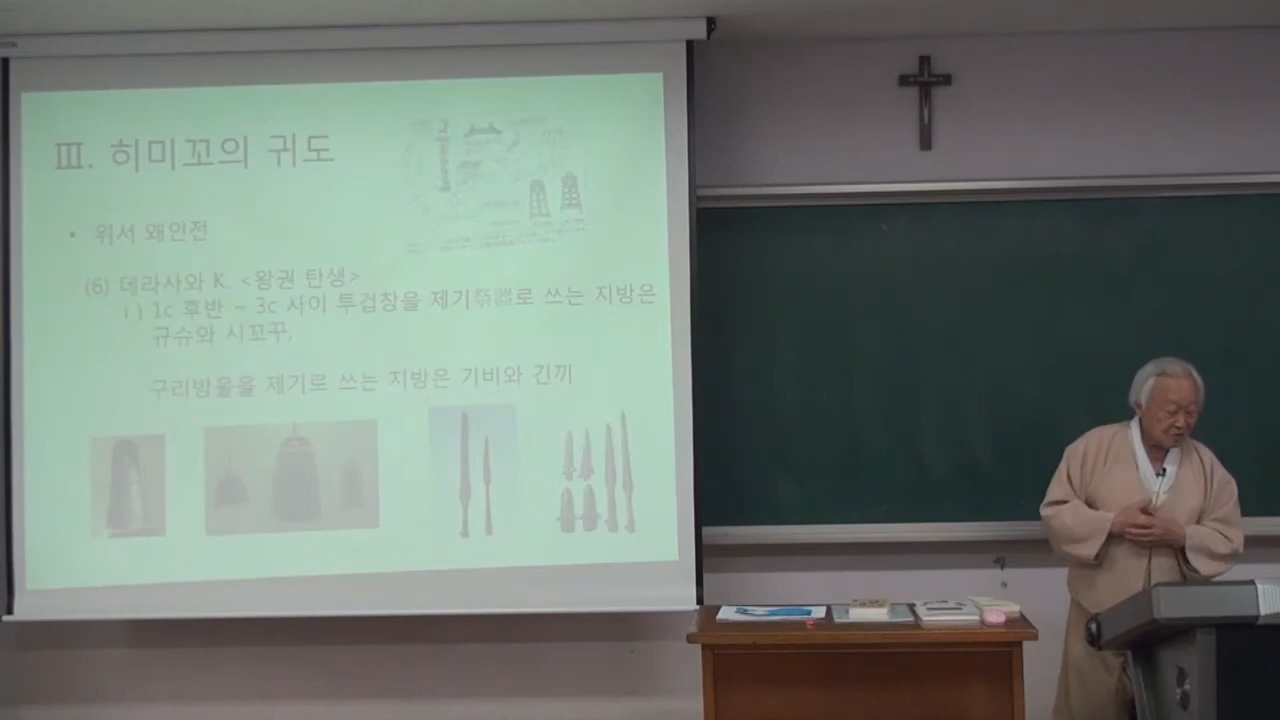 Ⅲ. 히미꼬의 귀도
• 위서 왜인전
(6) 데라사와 K. <왕권 탄생>
ⅰ) 1c 후반 ~ 3c 사이 투겁창을 제기祭器로 쓰는 지방은
규슈와 시꼬꾸,
구리방울을 제기로 쓰는 지방은 기비와 긴끼